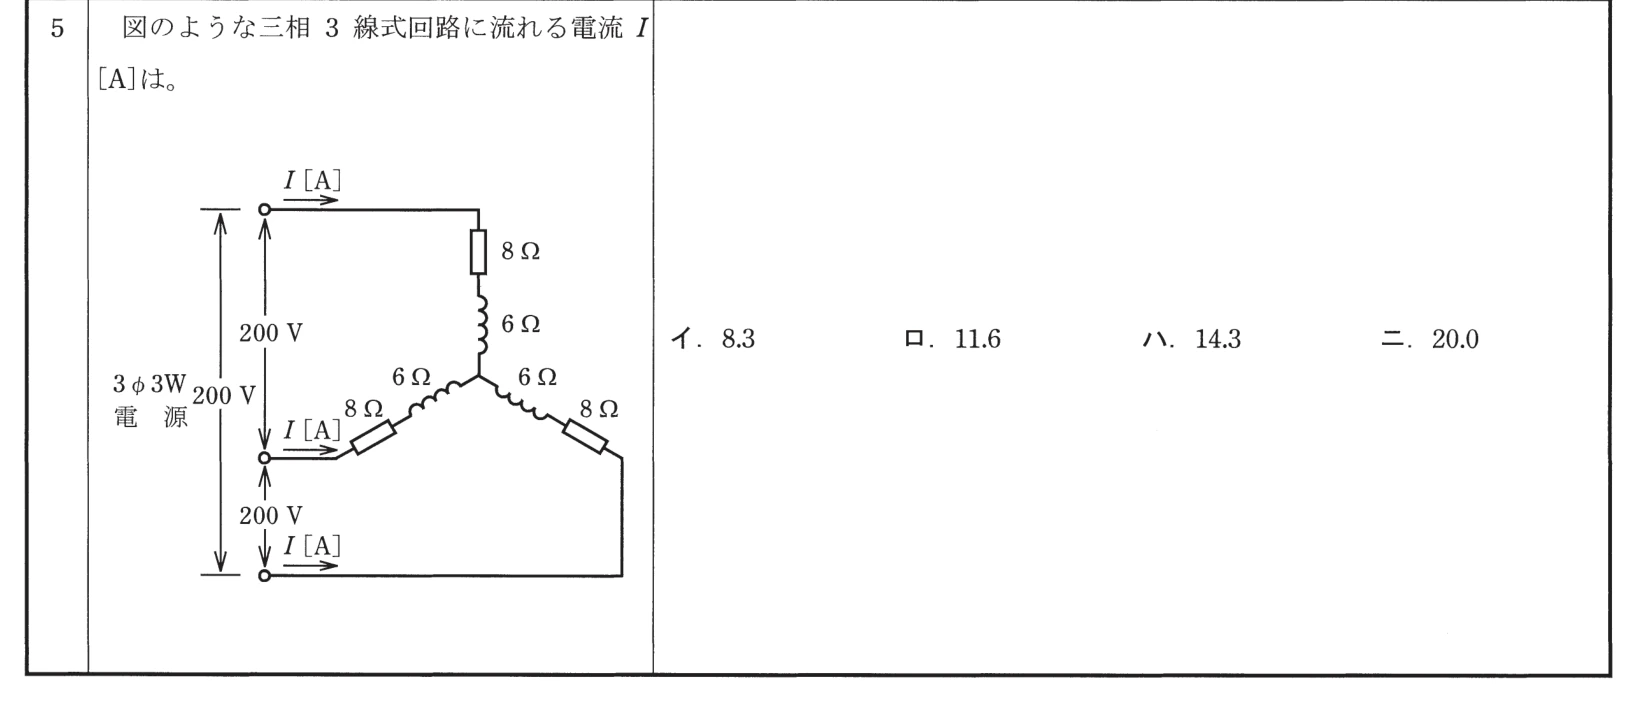 5
図のような三相 3 線式回路に流れる電流 I
[A]は。
I [A]
8 Ω
6 Ω
200 V
6 Ω
6 Ω
3 φ 3W
電 源
200 V
8 Ω
8 Ω
I [A]
200 V
I [A]
イ. 8.3
ロ. 11.6
ハ. 14.3
ニ. 20.0